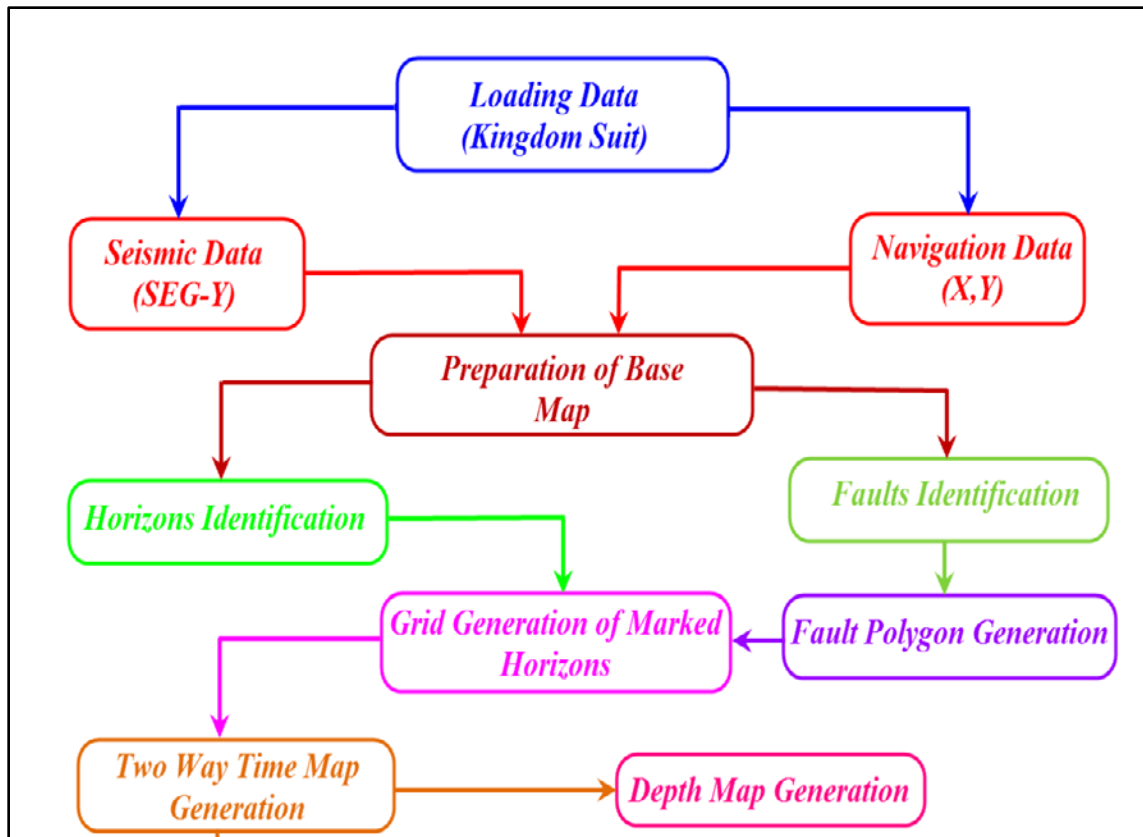 Loading Data
(Kingdom Suit)
Seismic Data
(SEG-Y)
Navigation Data
(X,Y)
Preparation of Base
Map
Horizons Identification
Faults Identification
Grid Generation of Marked
Horizons
Fault Polygon Generation
Two Way Time Map
Generation
Depth Map Generation